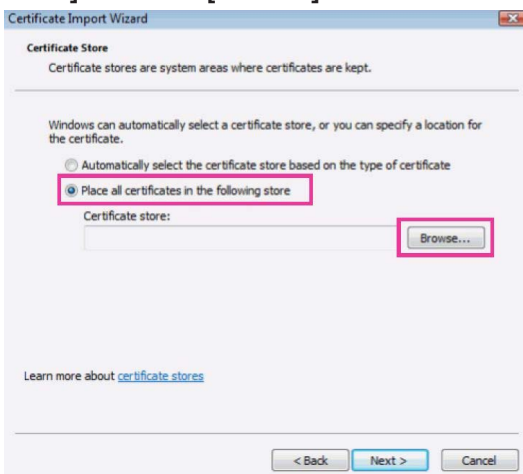 Certificate Import Wizard
Certificate Store
Certificate stores are system areas where certificates are kept.
Windows can automatically select a certificate store, or you can specify a location for
the certificate.
Automatically select the certificate store based on the type of certificate
Place all certificates in the following store
Certificate store:
Browse...
Learn more about certificate stores
< Back Next > Cancel